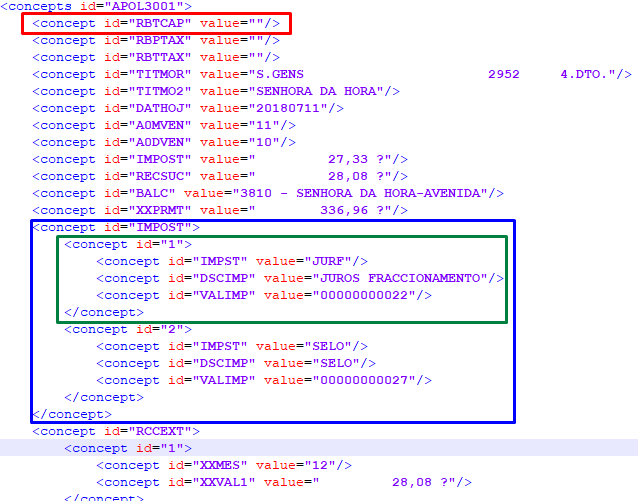 <concepts id="APOL3001">
    <concept id="RBTCAP" value=""/>
    <concept id="RBPTAX" value=""/>
    <concept id="RBTTAX" value=""/>
    <concept id="TITMOR" value="S.GENS                          2952     4.DTO."/>
    <concept id="TITMO2" value="SENHORA DA HORA"/>
    <concept id="DATHOJ" value="20180711"/>
    <concept id="A0MVEN" value="11"/>
    <concept id="A0DVEN" value="10"/>
    <concept id="IMPOST" value="         27,33 ?"/>
    <concept id="RECSUC" value="         28,08 ?"/>
    <concept id="BALC" value="3810 - SENHORA DA HORA-AVENIDA"/>
    <concept id="XXPRMT" value="        336,96 ?"/>
    <concept id="IMPOST">
        <concept id="1">
            <concept id="IMPST" value="JURF"/>
            <concept id="DSCIMP" value="JUROS FRACCIONAMENTO"/>
            <concept id="VALIMP" value="00000000022"/>
        </concept>
        <concept id="2">
            <concept id="IMPST" value="SELO"/>
            <concept id="DSCIMP" value="SELO"/>
            <concept id="VALIMP" value="00000000027"/>
        </concept>
    </concept>
    <concept id="RCCEXT">
        <concept id="1">
            <concept id="XXMES" value="12"/>
            <concept id="XXVAL1" value="         28,08 ?"/>
        </concept>